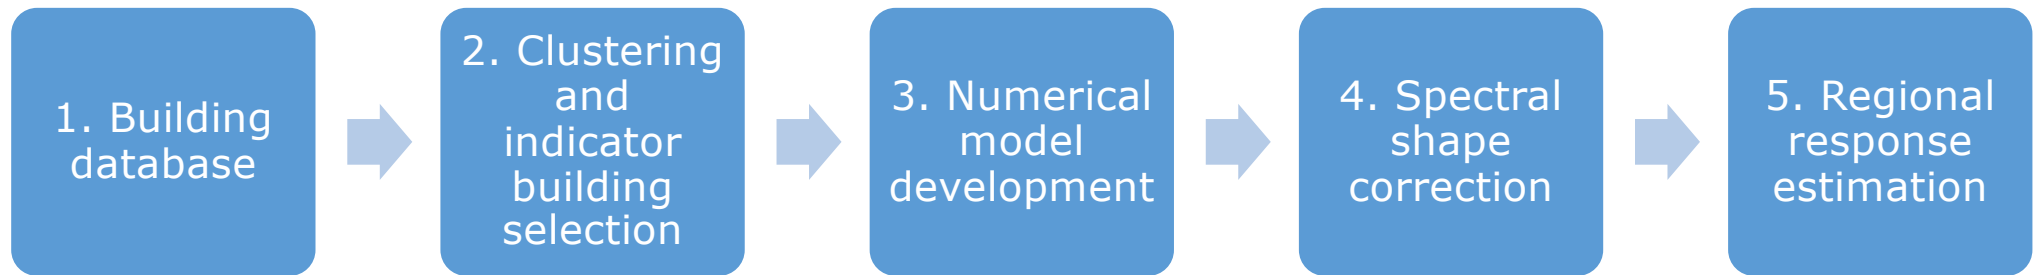 1. Building
database
2. Clustering
and
indicator
building
selection
3. Numerical
model
development
4. Spectral
shape
correction
5. Regional
response
estimation